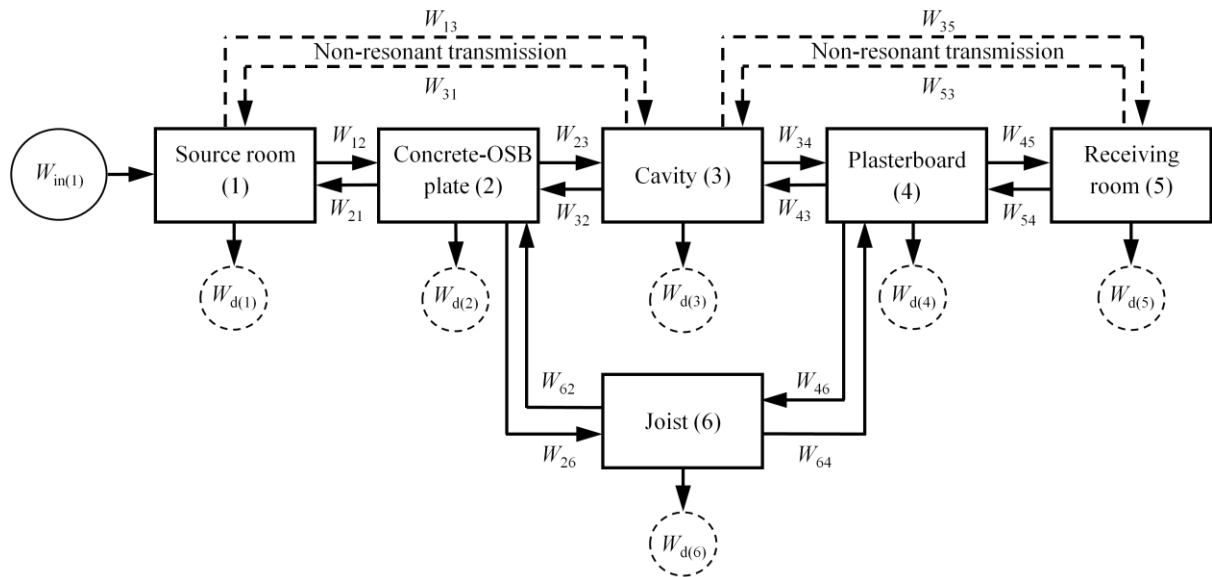 W13
W35
Non-resonant transmission
Non-resonant transmission
W31
W53
Win(1)
Source room
(1)
W12
W21
Concrete-OSB
plate (2)
W23
W32
Cavity (3)
W34
W43
Plasterboard
(4)
W45
W54
Receiving
room (5)
Wd(1)
Wd(2)
Wd(3)
Wd(4)
Wd(5)
W62
W46
Joist (6)
W26
W64
Wd(6)